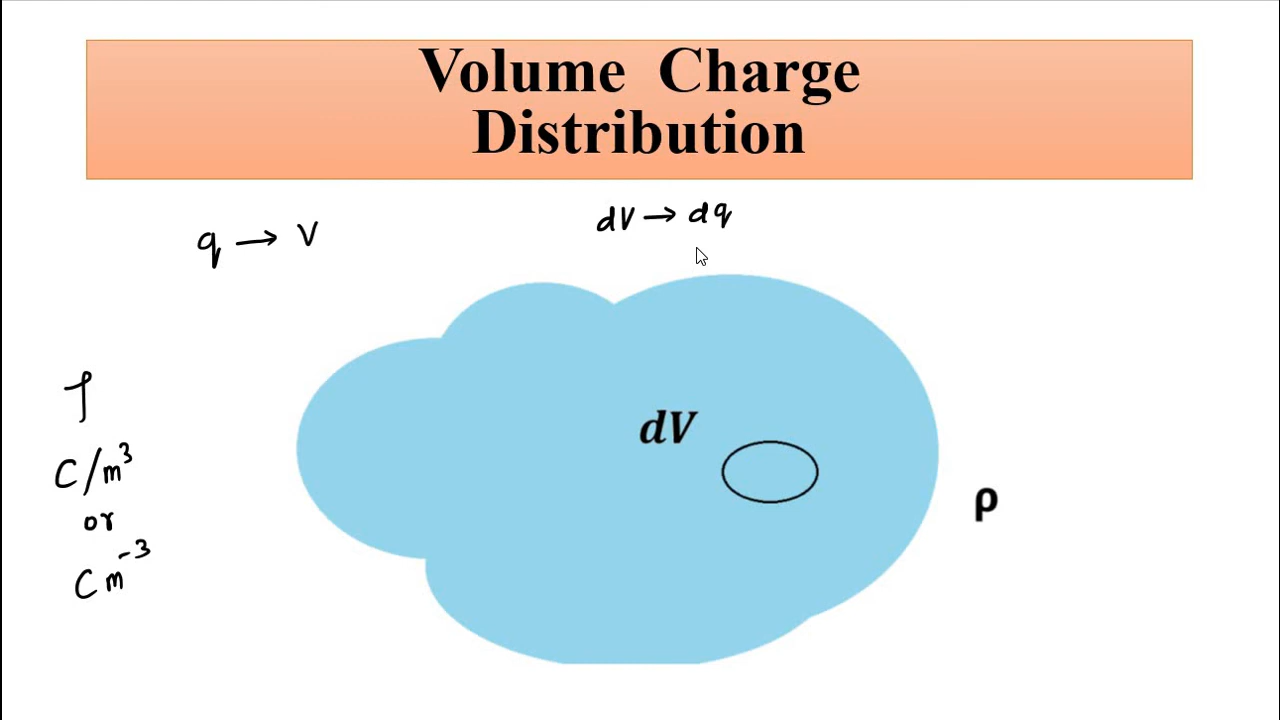 Volume Charge
Distribution
q → V
dV → dq
C/m³
or
C m⁻³
dV
ρ